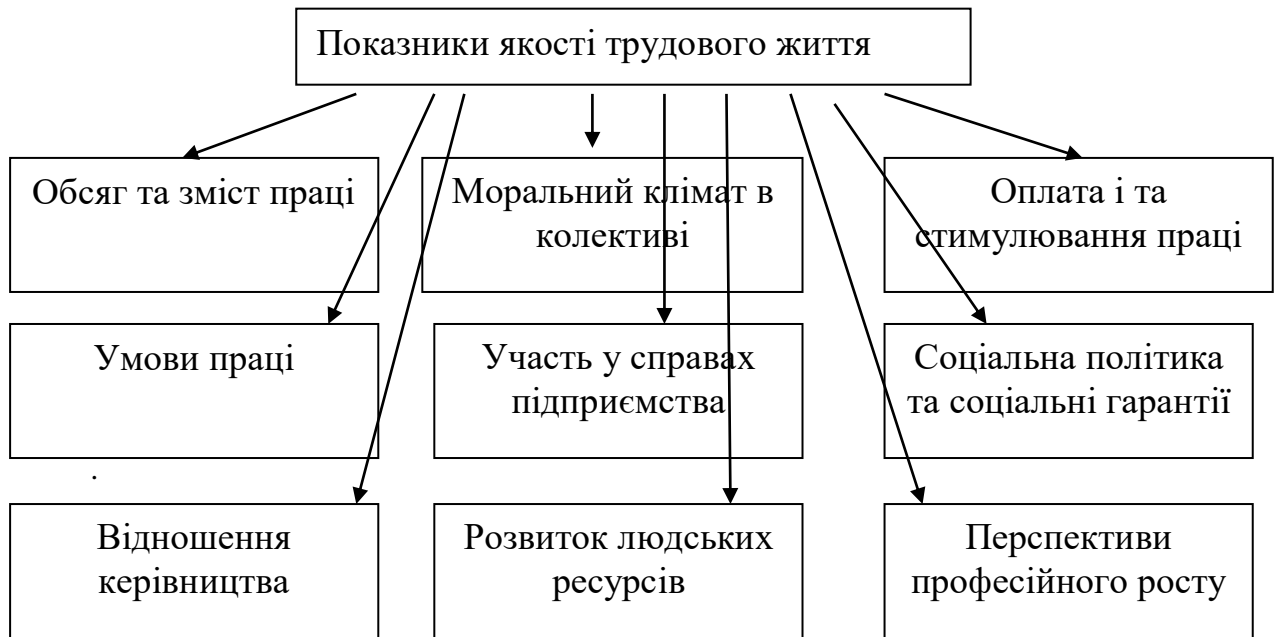 Показники якості трудового життя
Обсяг та зміст праці
Моральний клімат в
колективі
Оплата і та
стимулювання праці
Умови праці
Участь у справах
підприємства
Соціальна політика
та соціальні гарантії
.
Відношення
керівництва
Розвиток людських
ресурсів
Перспективи
професійного росту